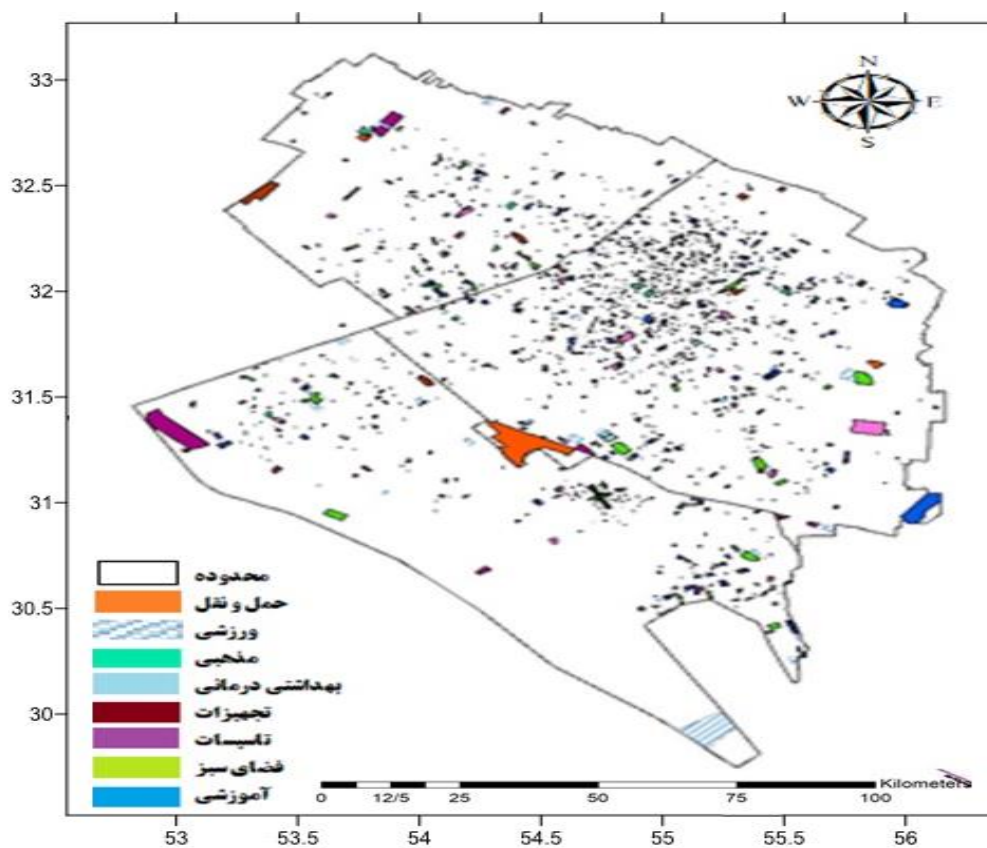 33
32.5
32
31.5
31
30.5
30
N
W E
S
محدوده
حمل و نقل
ورزشی
مذهبی
بهداشتی درمانی
تجهیزات
تاسیسات
فضای سبز
آموزشی
Kilometers
0 12/5 25 50 75 100
53 53.5 54 54.5 55 55.5 56